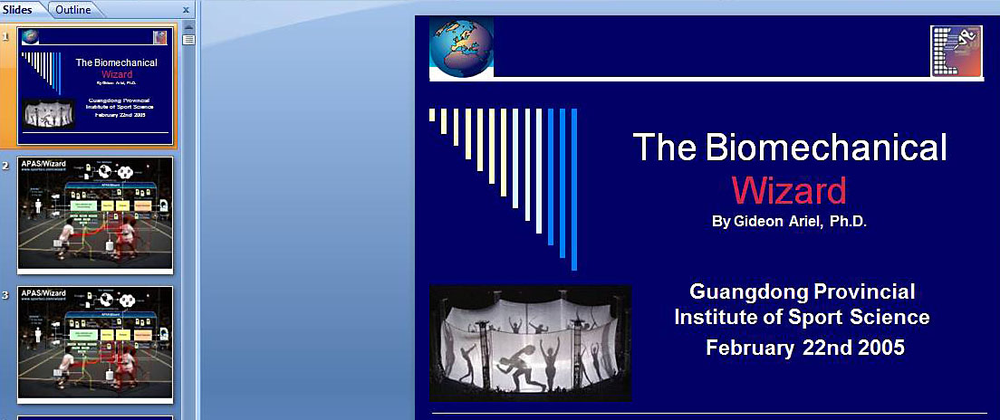 Slides
Outline
x
1
The Biomechanical
Wizard
By Gideon Ariel, Ph.D.
Guangdong Provincial
Institute of Sport Science
February 22nd 2005
2
APAS/Wizard
3
APAS/Wizard
The Biomechanical
Wizard
By Gideon Ariel, Ph.D.
Guangdong Provincial
Institute of Sport Science
February 22nd 2005